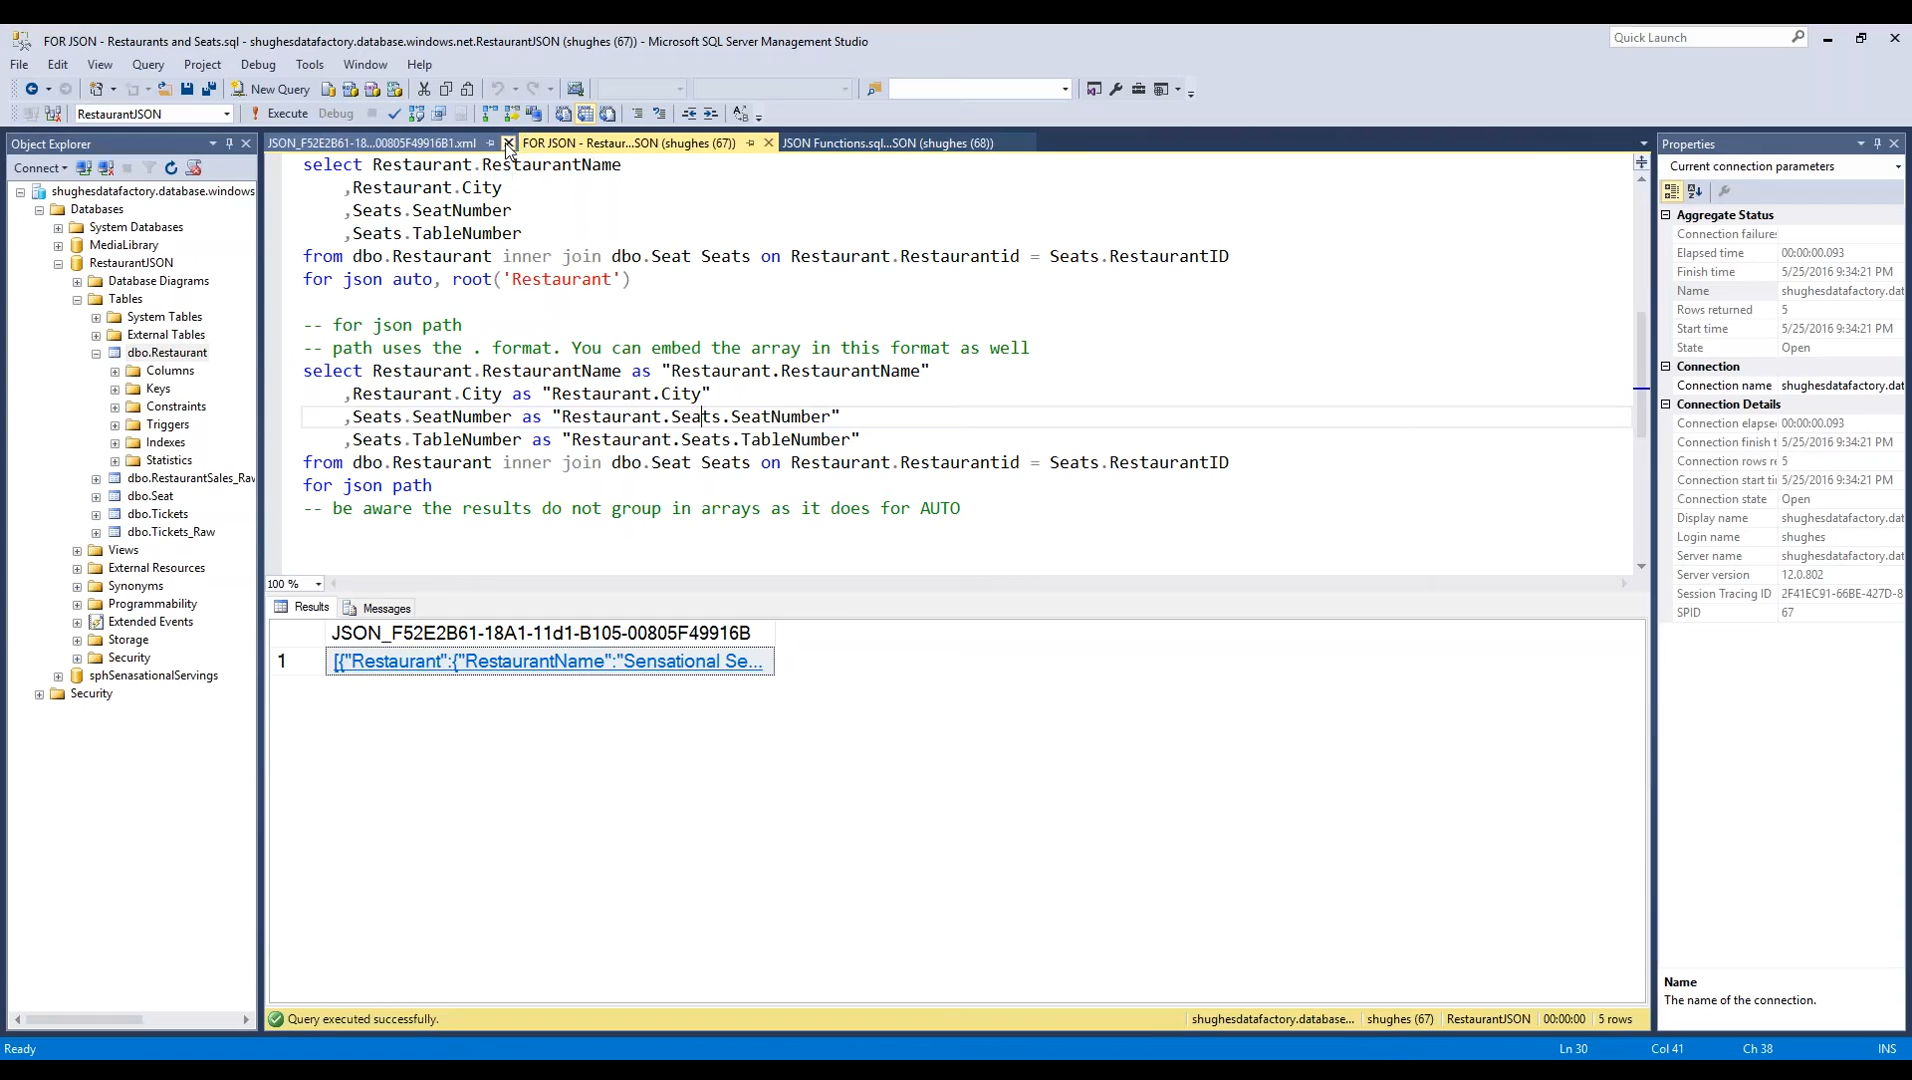 FOR JSON - Restaurants and Seats.sql - shughesdatafactory.database.windows.net.RestaurantJSON (shughes (67)) - Microsoft SQL Server Management Studio
Quick Launch
File Edit View Query Project Debug Tools Window Help
New Query
RestaurantJSON
Execute Debug
Object Explorer
JSON_F52E2B61-18...00805F49916B1.xml
FOR JSON - Restaur...SON (shughes (67))
JSON Functions.sql...SON (shughes (68))
Connect
shughesdatafactory.database.windows
Databases
System Databases
MediaLibrary
RestaurantJSON
Database Diagrams
Tables
System Tables
External Tables
dbo.Restaurant
Columns
Keys
Constraints
Triggers
Indexes
Statistics
dbo.RestaurantSales_Rav
dbo.Seat
dbo.Tickets
dbo.Tickets_Raw
Views
External Resources
Synonyms
Programmability
Extended Events
Storage
Security
sphSenasationalServings
Security
select Restaurant.RestaurantName
,Restaurant.City
,Seats.SeatNumber
,Seats.TableNumber
from dbo.Restaurant inner join dbo.Seat Seats on Restaurant.Restaurantid = Seats.RestaurantID
for json auto, root('Restaurant')
-- for json path
-- path uses the . format. You can embed the array in this format as well
select Restaurant.RestaurantName as "Restaurant.RestaurantName"
,Restaurant.City as "Restaurant.City"
,Seats.SeatNumber as "Restaurant.Seats.SeatNumber"
,Seats.TableNumber as "Restaurant.Seats.TableNumber"
from dbo.Restaurant inner join dbo.Seat Seats on Restaurant.Restaurantid = Seats.RestaurantID
for json path
-- be aware the results do not group in arrays as it does for AUTO
100 %
Results Messages
JSON_F52E2B61-18A1-11d1-B105-00805F49916B
1 [{"Restaurant":{"RestaurantName":"Sensational Se...
Query executed successfully.
shughesdatafactory.database... shughes (67) RestaurantJSON 00:00:00 5 rows
Properties
Current connection parameters
Aggregate Status
Connection failures
Elapsed time 00:00:00.093
Finish time 5/25/2016 9:34:21 PM
Name shughesdatafactory.dat
Rows returned 5
Start time 5/25/2016 9:34:21 PM
State Open
Connection
Connection name shughesdatafactory.dat
Connection Details
Connection elapse 00:00:00.093
Connection finish t 5/25/2016 9:34:21 PM
Connection rows re 5
Connection start tir 5/25/2016 9:34:21 PM
Connection state Open
Display name shughesdatafactory.dat
Login name shughes
Server name shughesdatafactory.dat
Server version 12.0.802
Session Tracing ID 2F41EC91-66BE-427D-8
SPID 67
Name
The name of the connection.
Ready
Ln 30 Col 41 Ch 38 INS